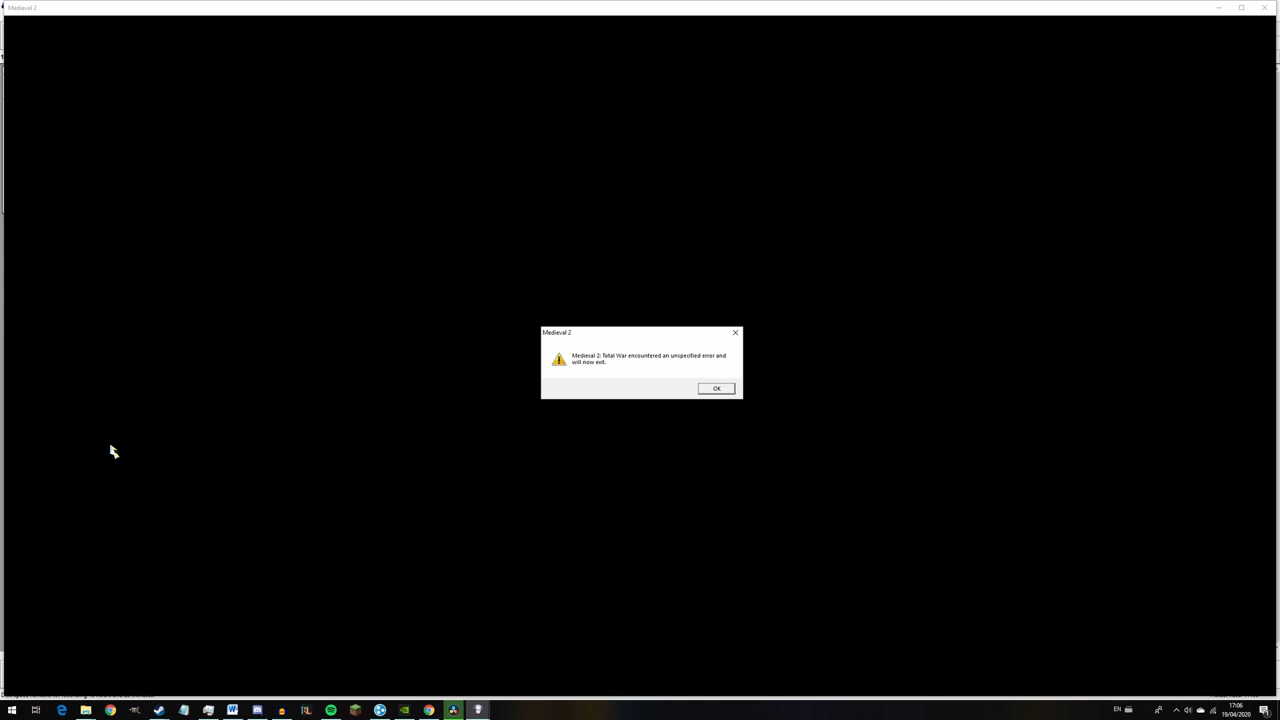 Medieval 2
Medieval 2
Medieval 2: Total War encountered an unspecified error and
will now exit.
OK
EN
17:06
19/04/2020